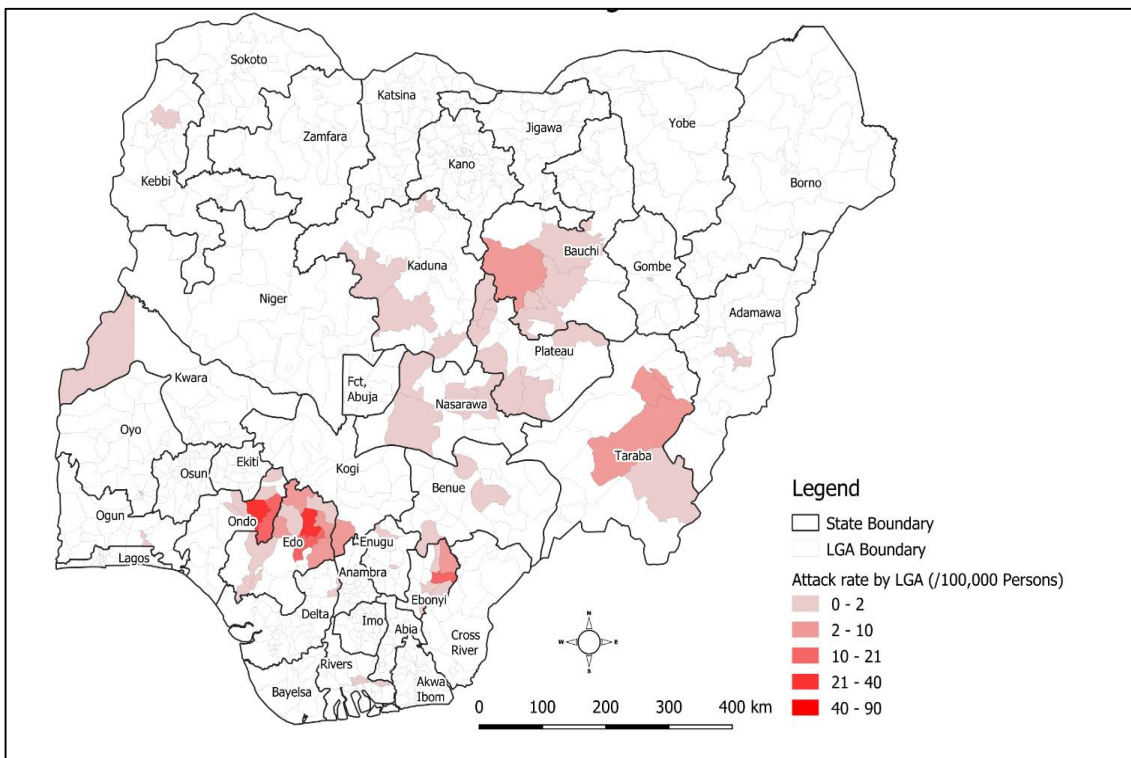 Sokoto
Katsina
Jigawa
Yobe
Zamfara
Kano
Borno
Kebbi
Bauchi
Kaduna
Gombe
Niger
Adamawa
Plateau
Kwara
Fct,
Abuja
Nasarawa
Oyo
Taraba
Ekiti
Kogi
Osun
Benue
Ogun
Ondo
Edo
Enugu
Lagos
Anambra
Ebonyi
Delta
Imo
Abia
Cross
River
Rivers
Bayelsa
Akwa
Ibom
N
W
E
S
0
100
200
300
400 km
Legend
State Boundary
LGA Boundary
Attack rate by LGA (/100,000 Persons)
0 - 2
2 - 10
10 - 21
21 - 40
40 - 90